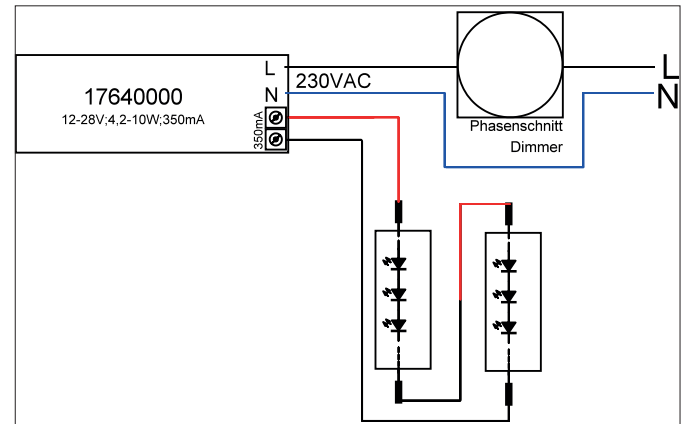 L
230VAC
N
17640000
12-28V;4,2-10W;350mA
350mA
Phasenschnitt
Dimmer
L
N